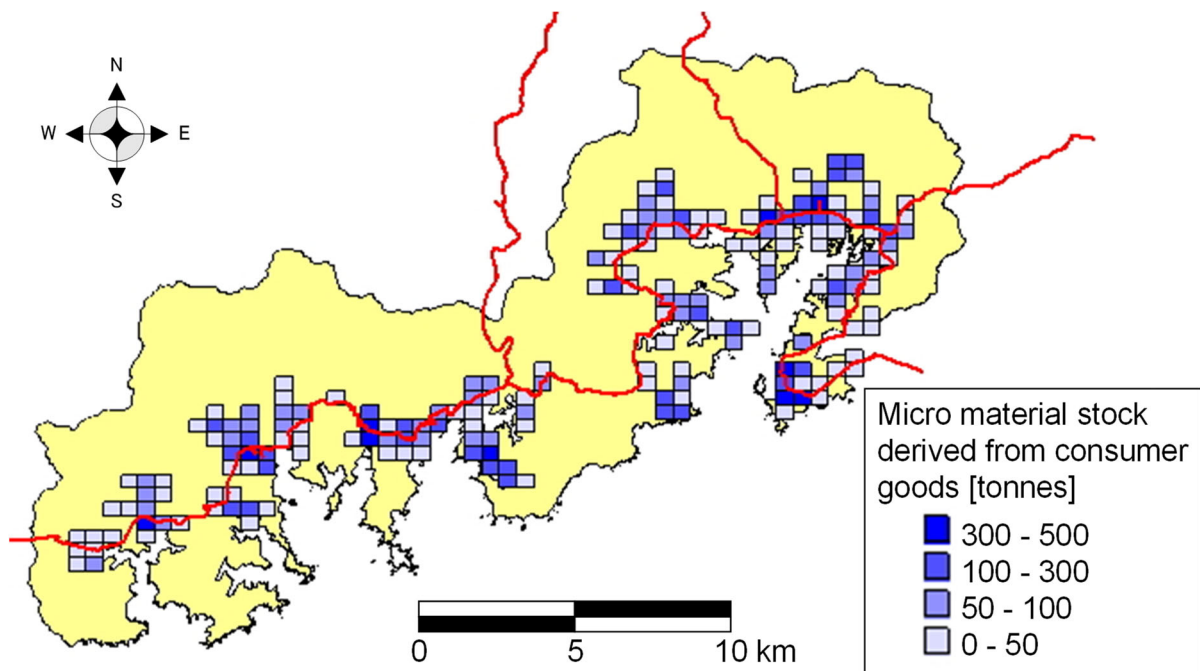 N
W E
S
Micro material stock
derived from consumer
goods [tonnes]
300 - 500
100 - 300
50 - 100
0 - 50
0 5 10 km